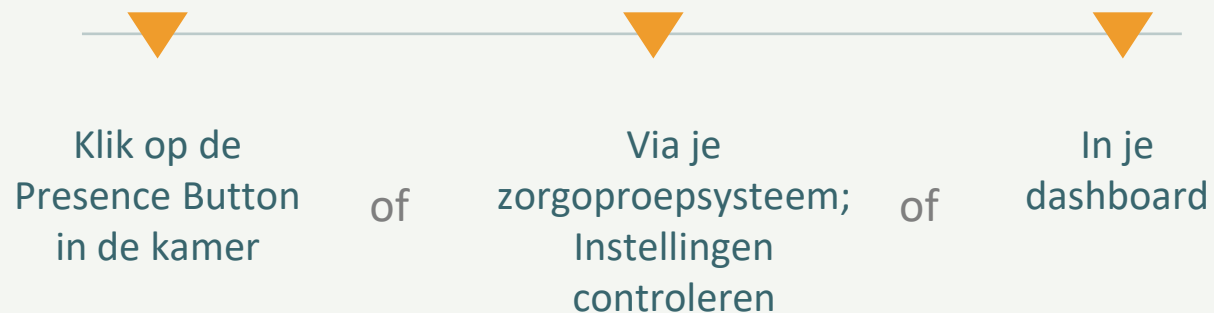 Klik op de
Presence Button
in de kamer
of
Via je
zorgoproepsysteem;
Instellingen
controleren
of
In je
dashboard